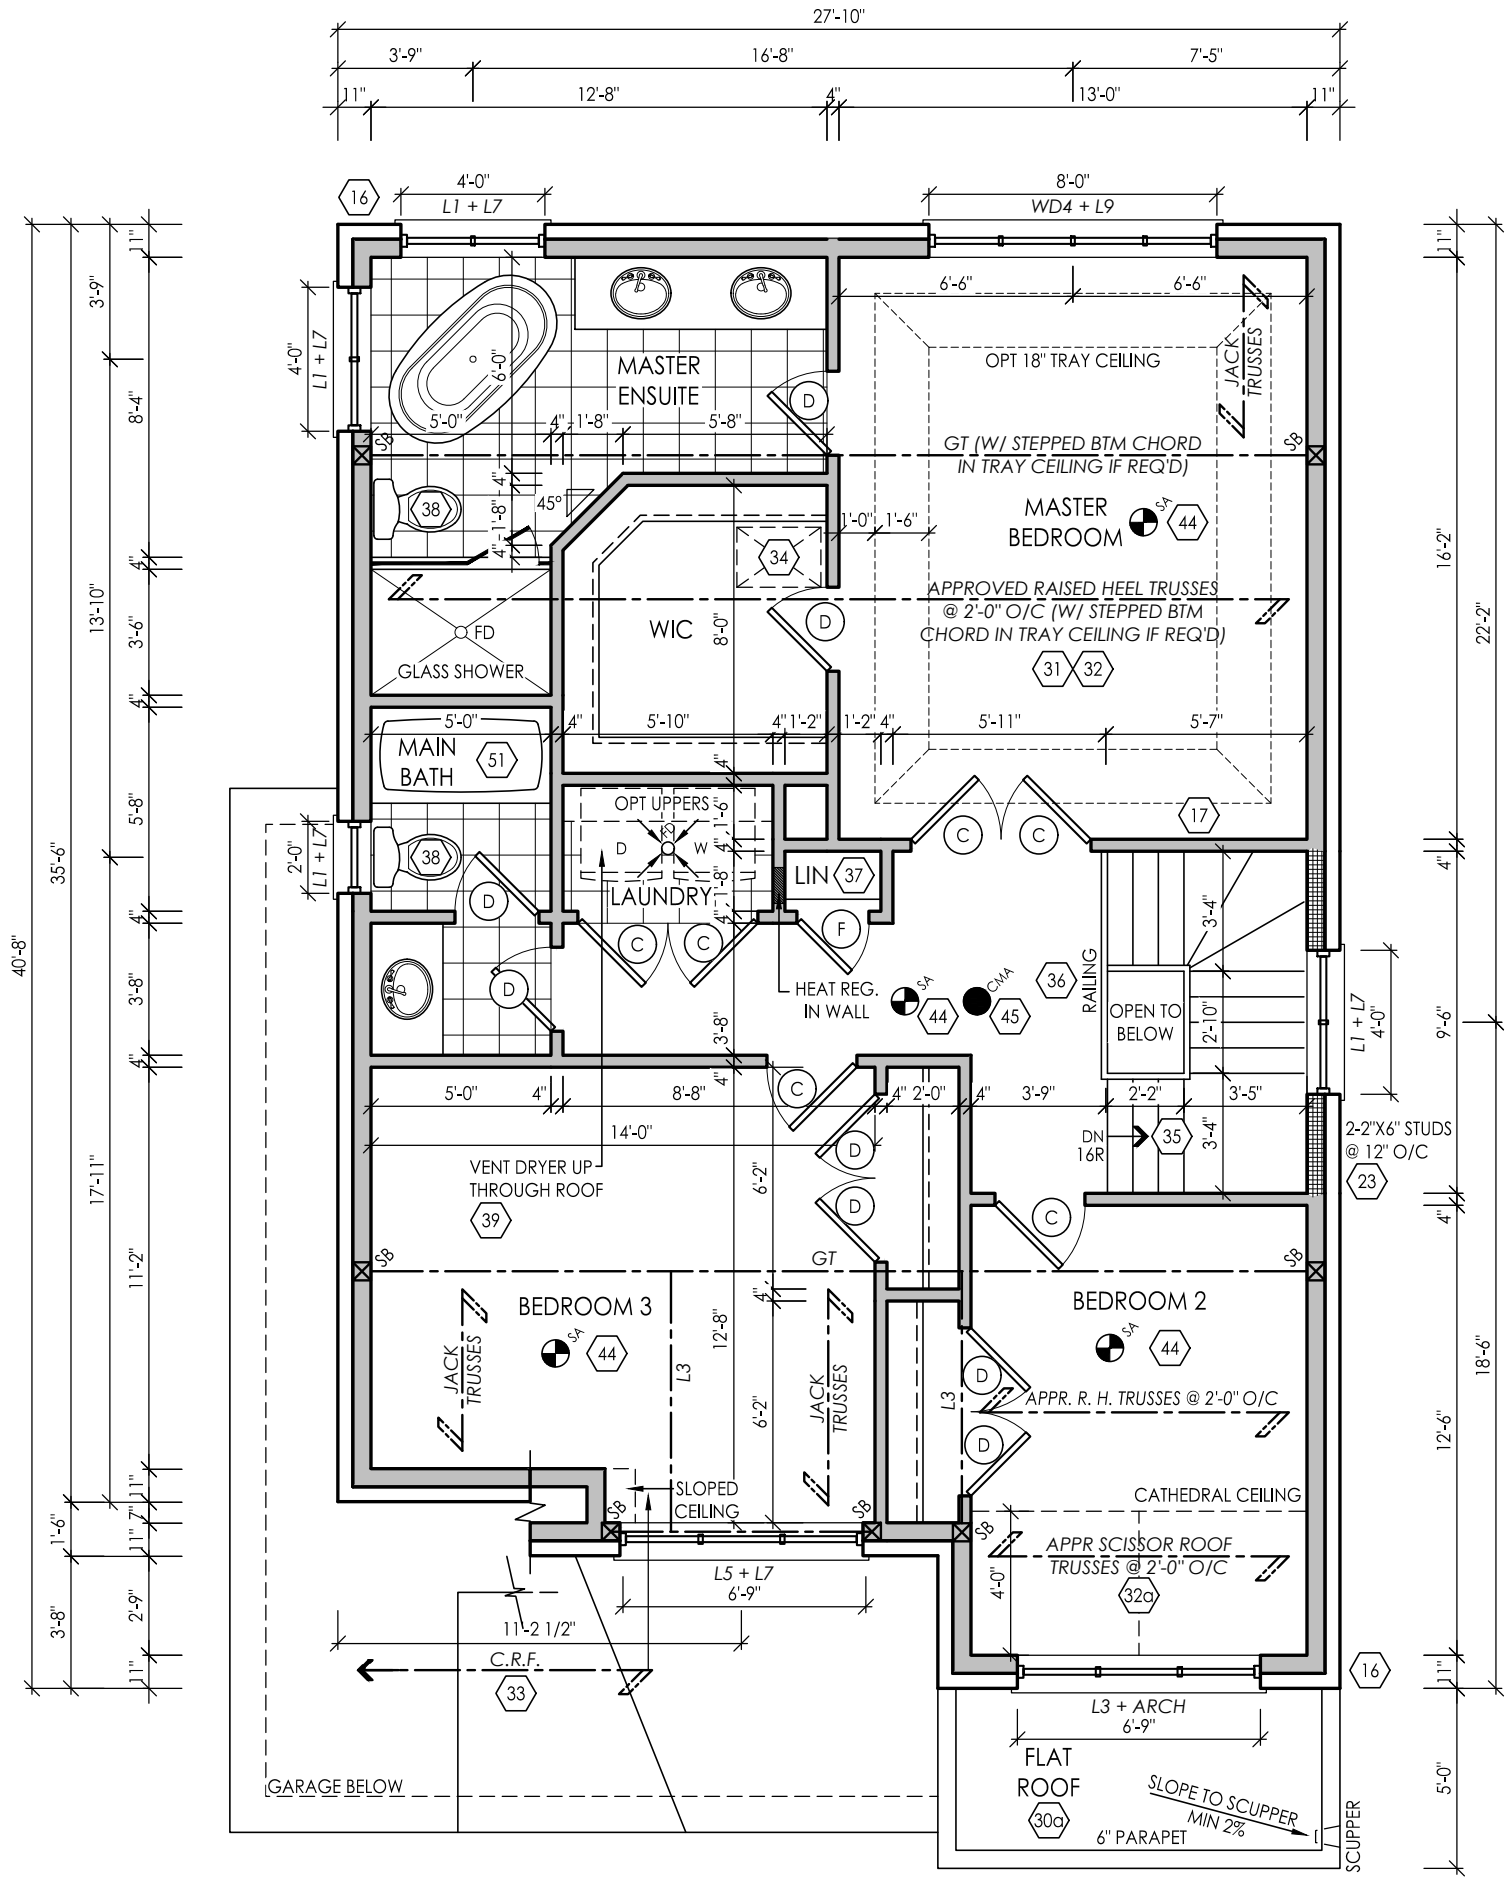 27'-10"
3'-9" 16'-8" 7'-5"
11" 12'-8" 4" 13'-0" 11"
16
4'-0"
L1 + L7
8'-0"
WD4 + L9
40'-8"
35'-6"
1'-6"
3'-8"
3'-9"
13'-10"
17'-11"
11"
8'-4"
4"
3'-6"
4"
5'-8"
4"
3'-8"
4"
11'-2"
11"
7"
11"
2'-9"
11"
4'-0"
L1 + L7
2'-0"
L1 + L7
6'-0"
MASTER
ENSUITE
D
5'-0" 4" 1'-8" 5'-8"
SB
38
4"
1'-8"
4"
45°
FD
GLASS SHOWER
WIC
8'-0"
34
D
6'-6" 6'-6"
OPT 18" TRAY CEILING
JACK
TRUSSES
GT (W/ STEPPED BTM CHORD
IN TRAY CEILING IF REQ'D)
SB
MASTER
BEDROOM
SA
44
1'-0" 1'-6"
APPROVED RAISED HEEL TRUSSES
@ 2'-0" O/C (W/ STEPPED BTM
CHORD IN TRAY CEILING IF REQ'D)
31 32
5'-0" 4" 5'-10" 4" 1'-2" 1'-2" 4" 5'-11" 5'-7"
MAIN
BATH
51
38
D
D
OPT UPPERS
D
FD
W
LAUNDRY
4"
1'-6"
4"
1'-8"
4"
3'-8"
4"
C C
LIN 37
F
HEAT REG.
IN WALL
C C
17
SA
44
CMA
45
36
RAILING
OPEN TO
BELOW
3'-4"
2'-10"
3'-4"
DN
16R
35
L1 + L7
4'-0"
2-2"X6" STUDS
@ 12" O/C
23
5'-0" 4" 8'-8" 4" 2'-0" 4" 3'-9" 2'-2" 3'-5"
14'-0"
C
D
D
C
VENT DRYER UP
THROUGH ROOF
39
6'-2"
4"
6'-2"
12'-8"
SB
GT
SB
BEDROOM 3
SA
44
JACK
TRUSSES
L3
JACK
TRUSSES
BEDROOM 2
SA
44
D
D
L3
APPR. R. H. TRUSSES @ 2'-0" O/C
SLOPED
CEILING
SB
SB
SB
CATHEDRAL CEILING
APPR SCISSOR ROOF
TRUSSES @ 2'-0" O/C
32a
4'-0"
L5 + L7
6'-9"
11'-2 1/2"
C.R.F.
33
L3 + ARCH
6'-9"
16
GARAGE BELOW
FLAT
ROOF
30a
SLOPE TO SCUPPER
MIN 2%
6" PARAPET
SCUPPER
11"
16'-2"
4"
9'-6"
4"
12'-6"
11"
5'-0"
22'-2"
18'-6"